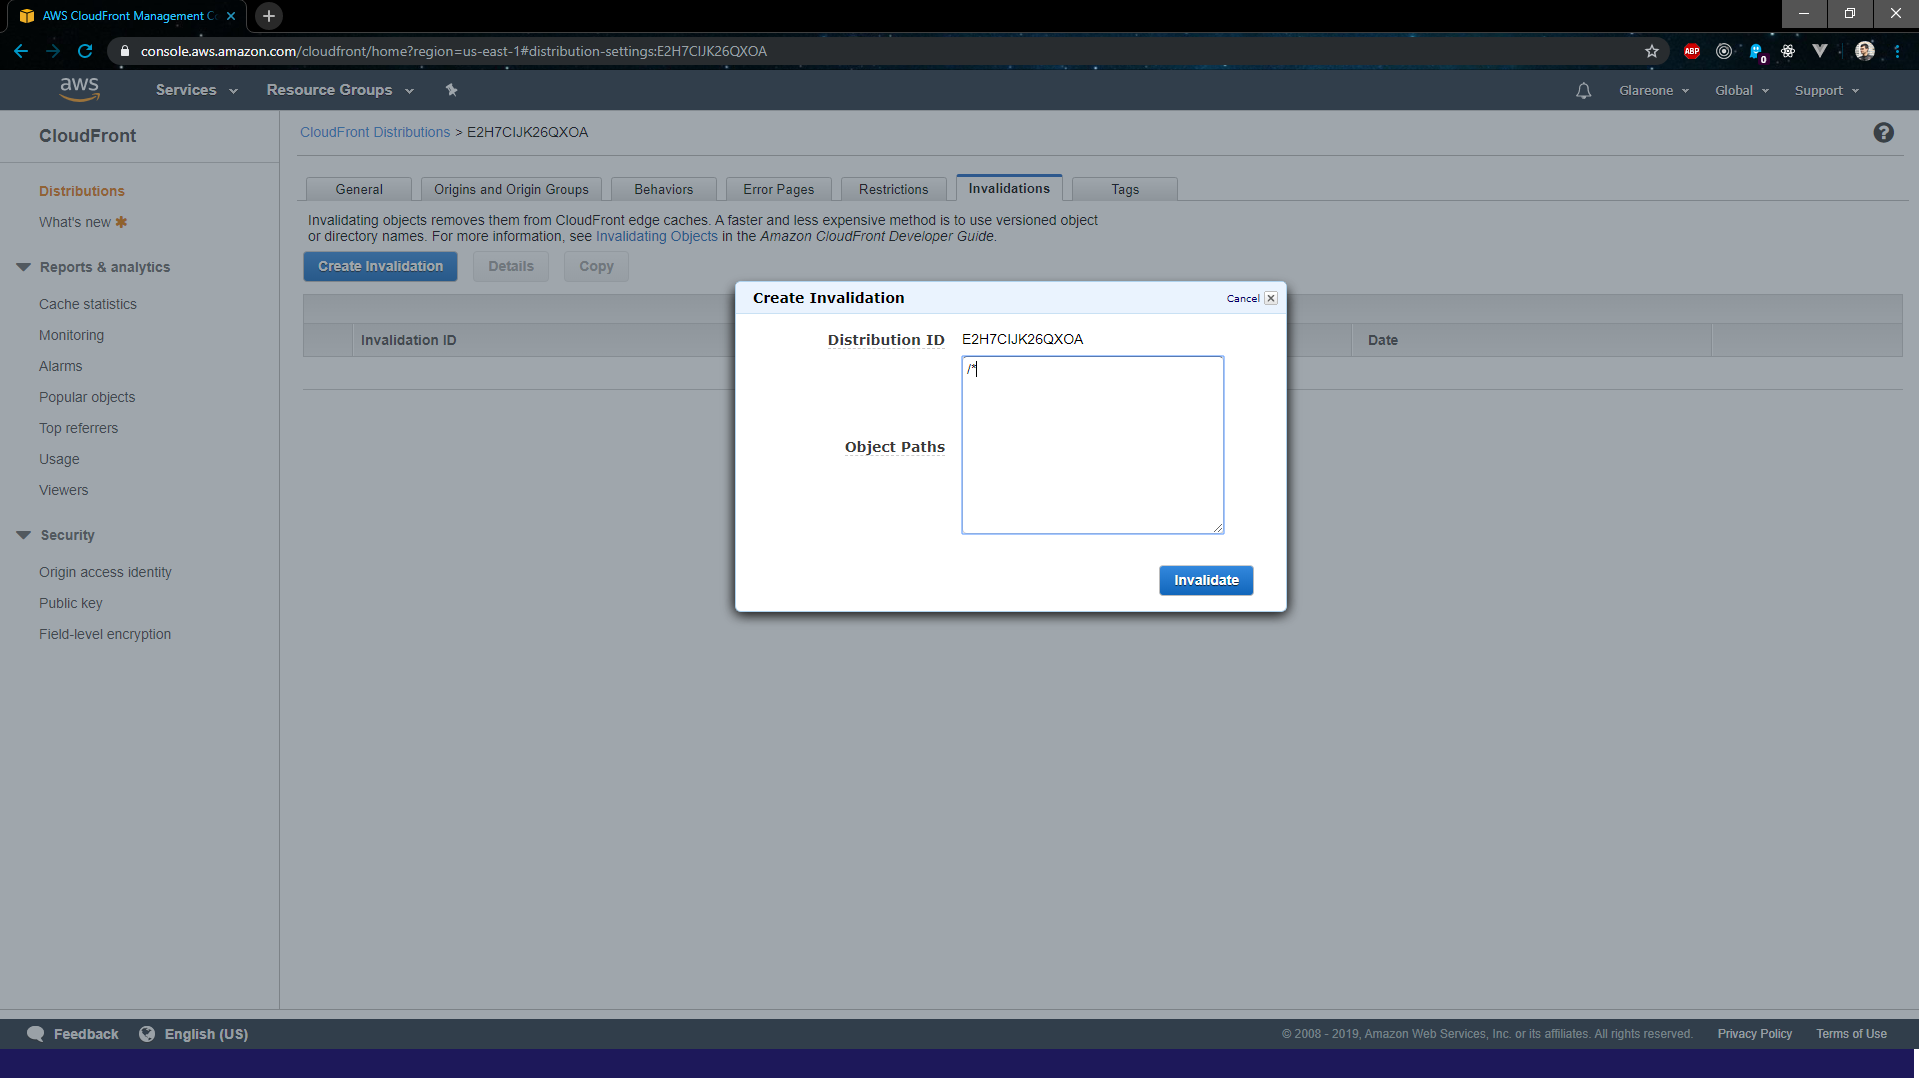 AWS CloudFront Management Co
console.aws.amazon.com/cloudfront/home?region=us-east-1#distribution-settings:E2H7CIJK26QXOA
ABP
0
aws
Services
Resource Groups
Glareone
Global
Support
CloudFront
CloudFront Distributions > E2H7CIJK26QXOA
?
Distributions
What's new
Reports & analytics
Cache statistics
Monitoring
Alarms
Popular objects
Top referrers
Usage
Viewers
Security
Origin access identity
Public key
Field-level encryption
General
Origins and Origin Groups
Behaviors
Error Pages
Restrictions
Invalidations
Tags
Invalidating objects removes them from CloudFront edge caches. A faster and less expensive method is to use versioned object
or directory names. For more information, see Invalidating Objects in the Amazon CloudFront Developer Guide.
Create Invalidation
Details
Copy
Invalidation ID
Date
Create Invalidation
Cancel
Distribution ID
E2H7CIJK26QXOA
Object Paths
/*
Invalidate
Feedback
English (US)
© 2008 - 2019, Amazon Web Services, Inc. or its affiliates. All rights reserved.
Privacy Policy
Terms of Use